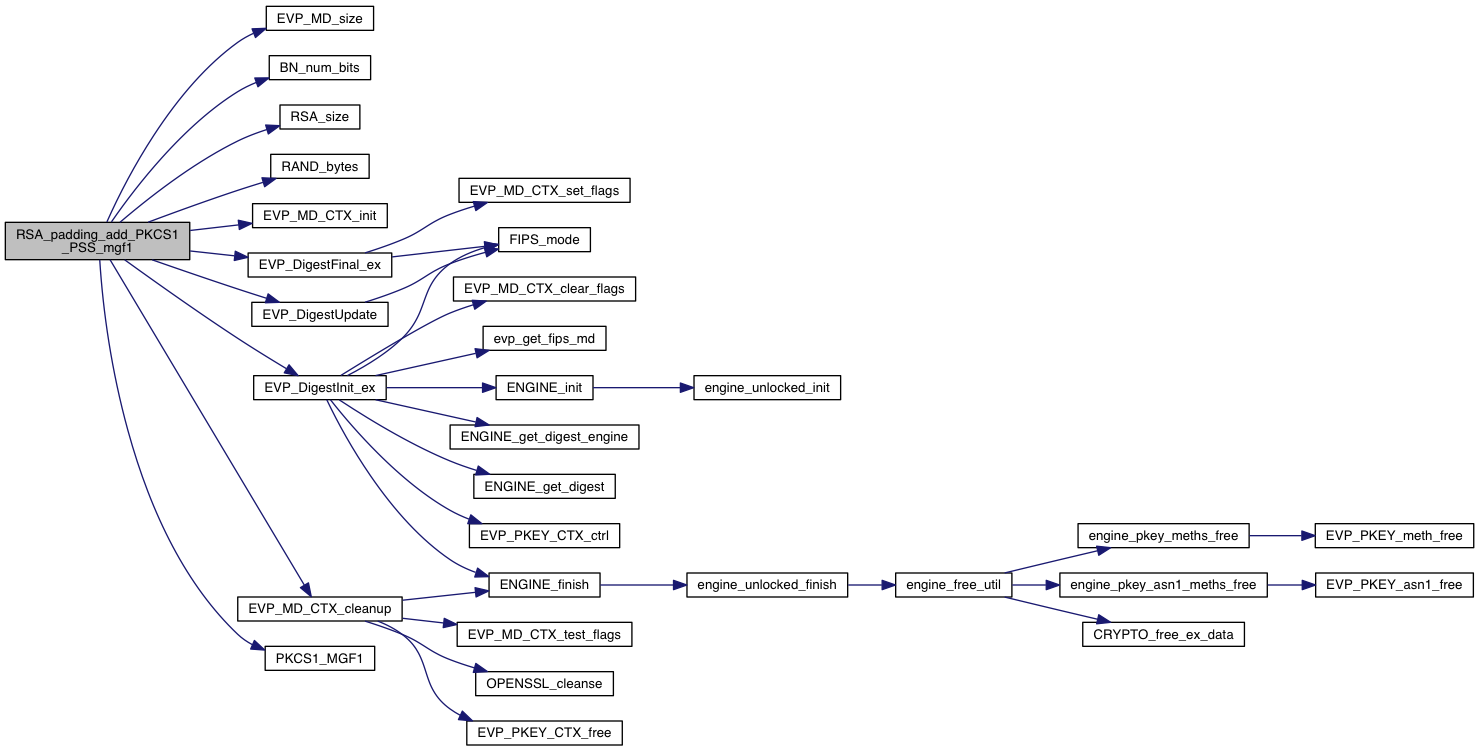 EVP_MD_size
BN_num_bits
RSA_size
RAND_bytes
EVP_MD_CTX_set_flags
EVP_MD_CTX_init
RSA_padding_add_PKCS1
_PSS_mgf1
FIPS_mode
EVP_DigestFinal_ex
EVP_MD_CTX_clear_flags
EVP_DigestUpdate
evp_get_fips_md
EVP_DigestInit_ex
ENGINE_init
engine_unlocked_init
ENGINE_get_digest_engine
ENGINE_get_digest
EVP_PKEY_CTX_ctrl
engine_pkey_meths_free
EVP_PKEY_meth_free
ENGINE_finish
engine_unlocked_finish
engine_free_util
engine_pkey_asn1_meths_free
EVP_PKEY_asn1_free
EVP_MD_CTX_cleanup
EVP_MD_CTX_test_flags
CRYPTO_free_ex_data
PKCS1_MGF1
OPENSSL_cleanse
EVP_PKEY_CTX_free